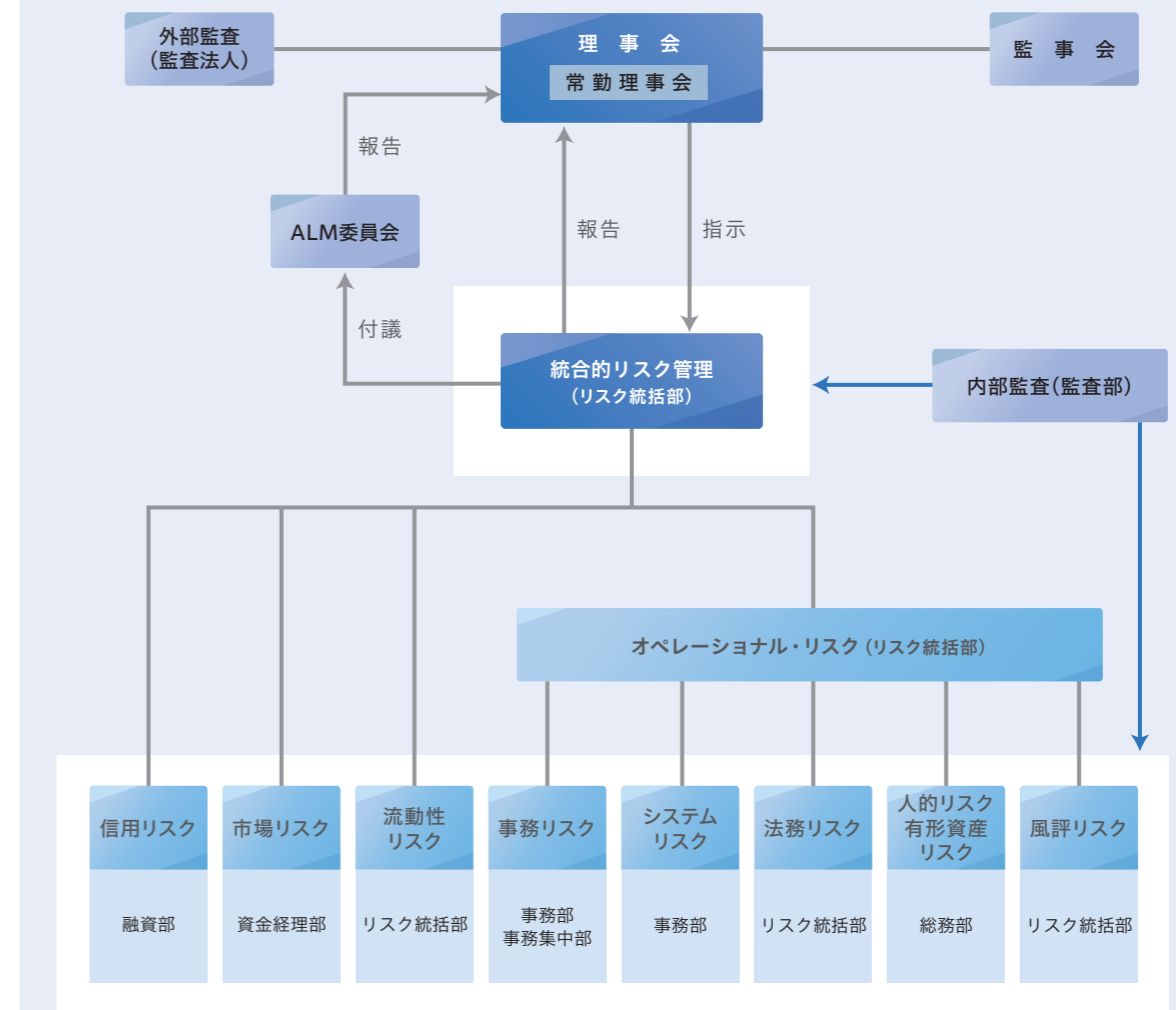 外部監査
（監査法人）
理事会
常勤理事会
監事会
報告
ALM委員会
報告
指示
付議
統合的リスク管理
（リスク統括部）
内部監査（監査部）
オペレーショナル・リスク（リスク統括部）
信用リスク
市場リスク
流動性
リスク
事務リスク
システム
リスク
法務リスク
人的リスク
有形資産
リスク
風評リスク
融資部
資金経理部
リスク統括部
事務部
事務集中部
事務部
リスク統括部
総務部
リスク統括部